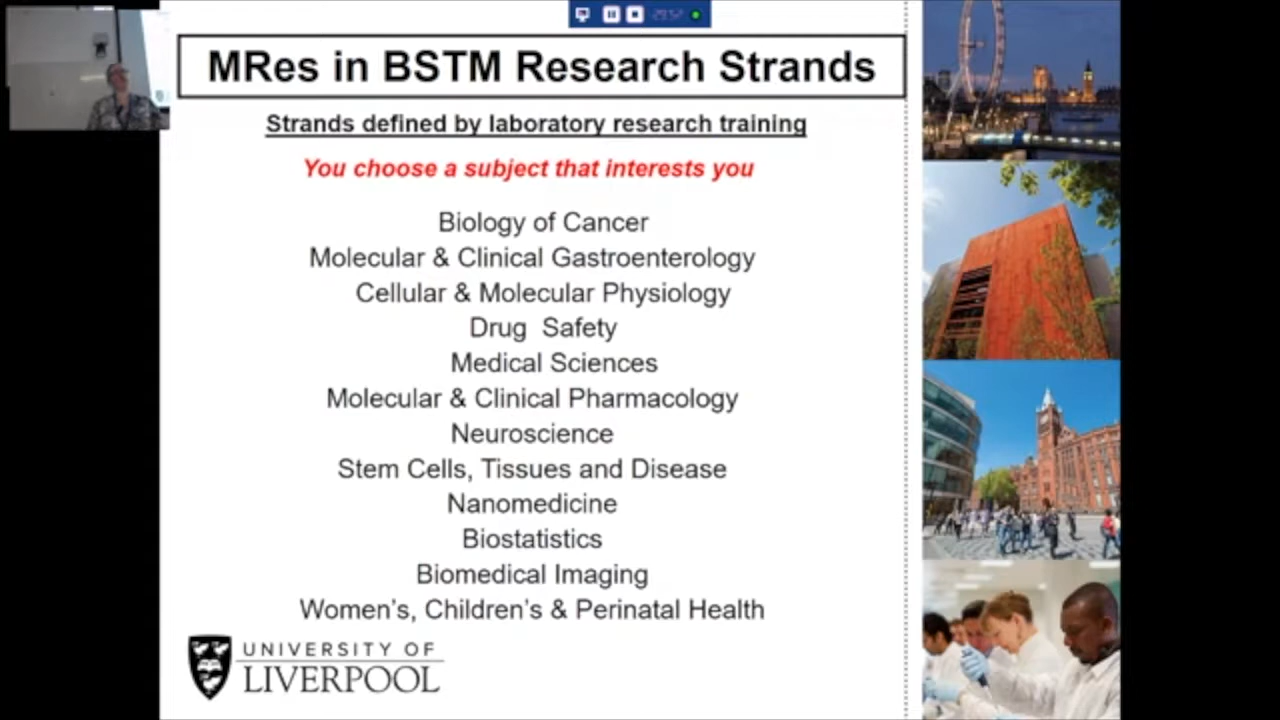 MRes in BSTM Research Strands
Strands defined by laboratory research training
You choose a subject that interests you
Biology of Cancer
Molecular & Clinical Gastroenterology
Cellular & Molecular Physiology
Drug Safety
Medical Sciences
Molecular & Clinical Pharmacology
Neuroscience
Stem Cells, Tissues and Disease
Nanomedicine
Biostatistics
Biomedical Imaging
Women's, Children's & Perinatal Health
UNIVERSITY OF
LIVERPOOL